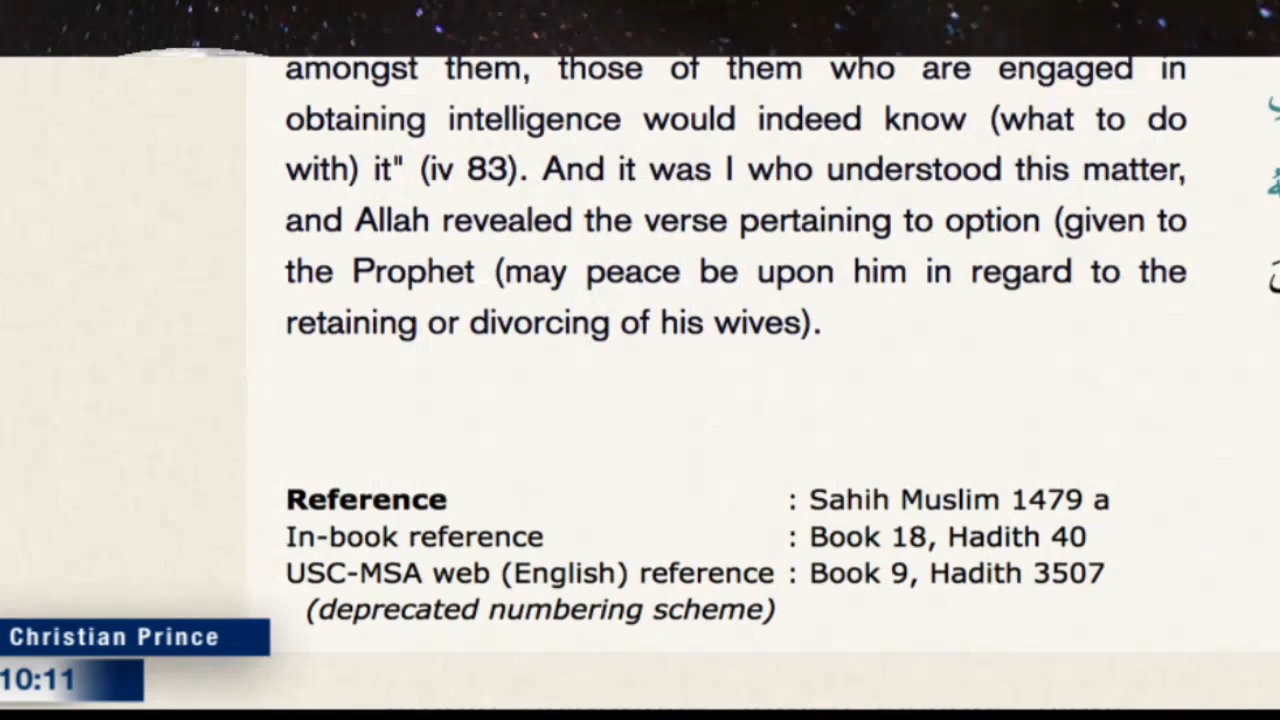 amongst them, those of them who are engaged in
obtaining intelligence would indeed know (what to do
with) it" (iv 83). And it was I who understood this matter,
and Allah revealed the verse pertaining to option (given to
the Prophet (may peace be upon him in regard to the
retaining or divorcing of his wives).
Reference : Sahih Muslim 1479 a
In-book reference : Book 18, Hadith 40
USC-MSA web (English) reference : Book 9, Hadith 3507
(deprecated numbering scheme)
Christian Prince
10:11